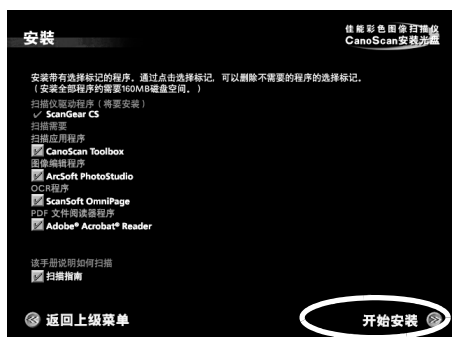 安装
佳能彩色图像扫描仪
CanoScan安装光盘
安装带有选择标记的程序。通过点击选择标记，可以删除不需要的程序的选择标记。
（安装全部程序约需要160MB磁盘空间。）
扫描仪驱动程序（将要安装）
✓ ScanGear CS
扫描需要
扫描应用程序
CanoScan Toolbox
图像编辑程序
ArcSoft PhotoStudio
OCR程序
ScanSoft OmniPage
PDF 文件阅读器程序
Adobe® Acrobat® Reader
该手册说明如何扫描
扫描指南
返回上级菜单
开始安装